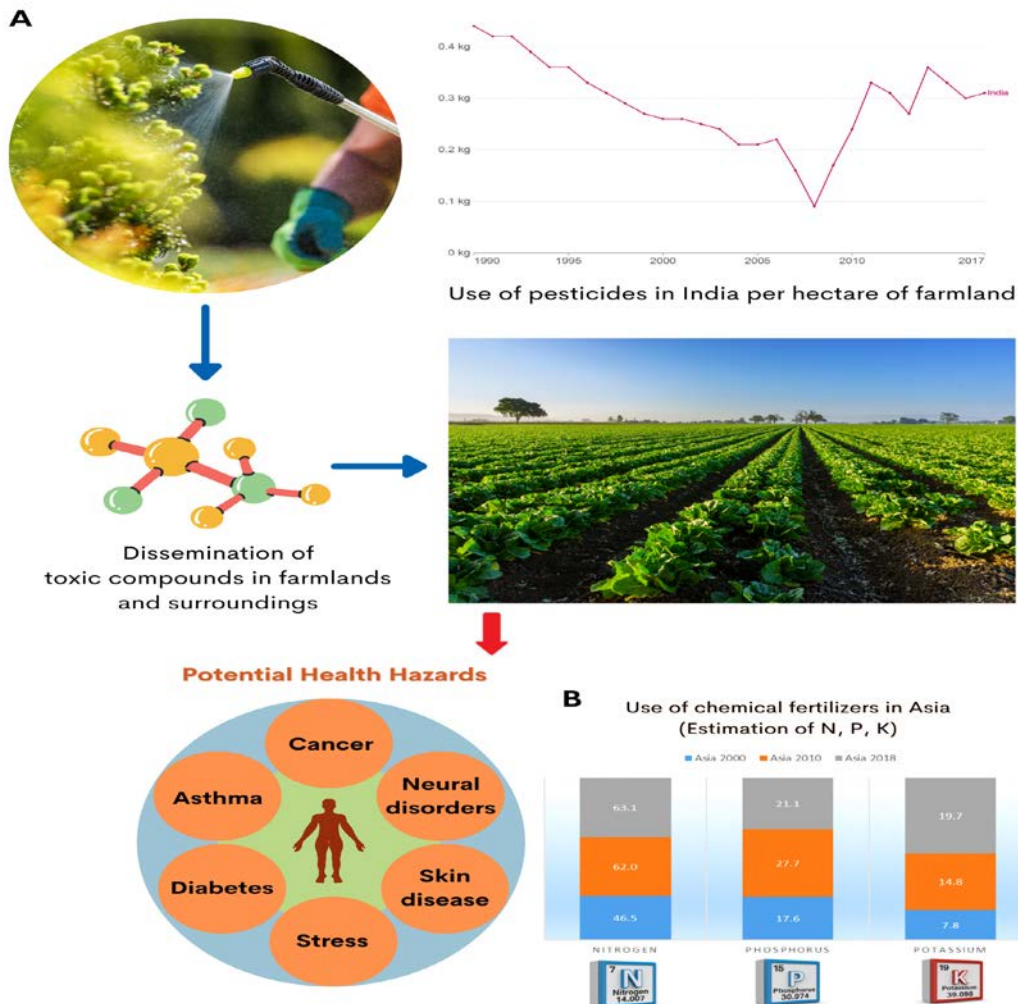 A
0.4 kg
0.3 kg
0.2 kg
0.1 kg
0 kg
1990 1995 2000 2005 2010 2017
India
Use of pesticides in India per hectare of farmland
Dissemination of
toxic compounds in farmlands
and surroundings
Potential Health Hazards
Cancer
Asthma
Neural
disorders
Diabetes
Skin
disease
Stress
B
Use of chemical fertilizers in Asia
(Estimation of N, P, K)
Asia 2000 Asia 2010 Asia 2018
63.1 21.1 19.7
62.0 27.7 14.8
46.5 17.6 7.8
NITROGEN PHOSPHORUS POTASSIUM
7
N
Nitrogen
14.007
15
P
Phosphorus
30.974
19
K
Potassium
39.098